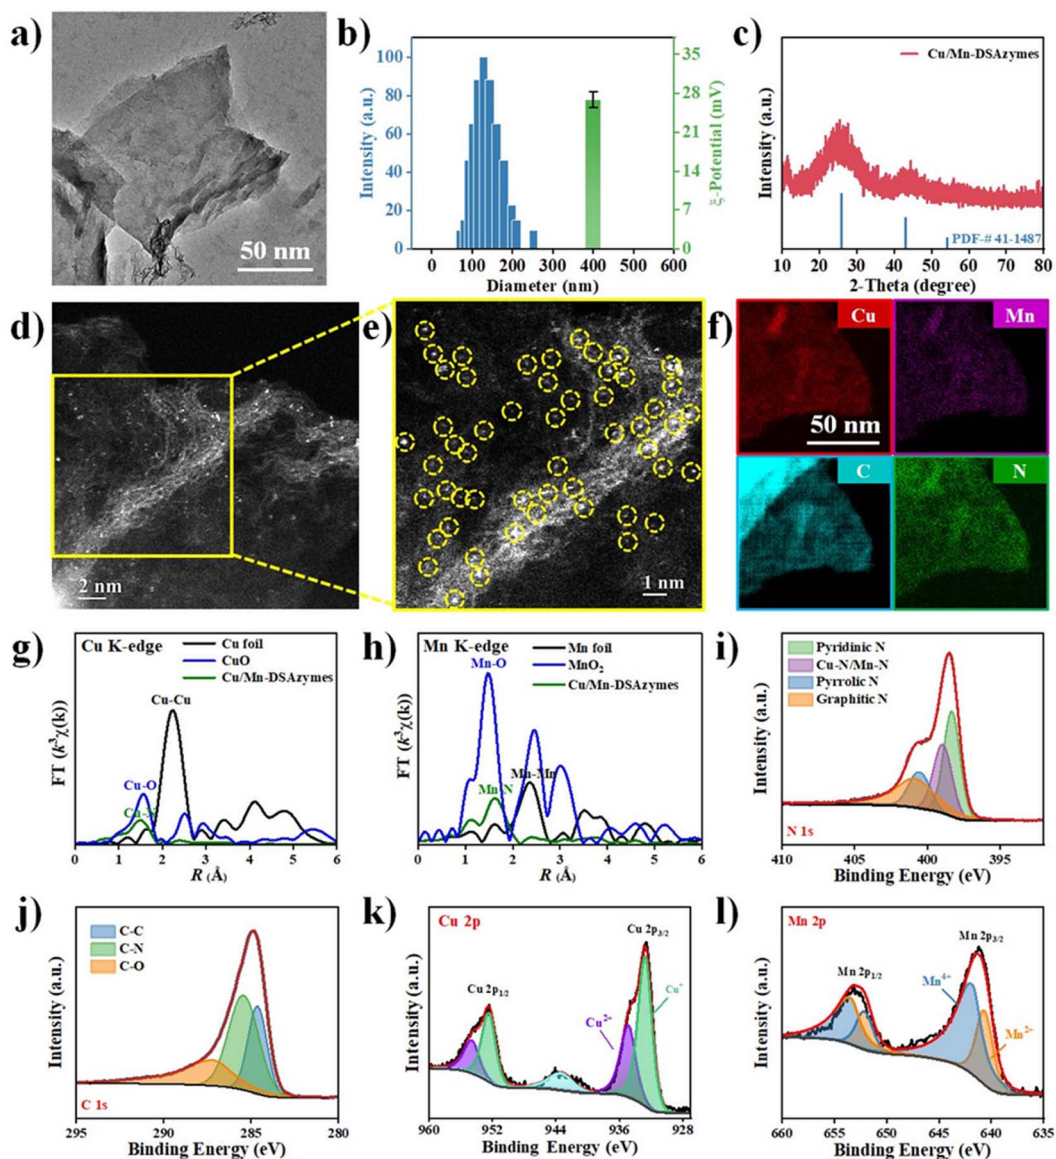 a)
50 nm
b)
Intensity (a.u.)
100
80
60
40
20
0
0 100 200 300 400 500 600
Diameter (nm)
35
28
21
14
7
0
ξ-Potential (mV)
c)
Intensity (a.u.)
Cu/Mn-DSAzymes
PDF-# 41-1487
10 20 30 40 50 60 70 80
2-Theta (degree)
d)
2 nm
e)
1 nm
f)
Cu
50 nm
Mn
C
N
g)
Cu K-edge
Cu foil
CuO
Cu/Mn-DSAzymes
Cu-Cu
Cu-O
Cu-N
FT (k³χ(k))
0 1 2 3 4 5 6
R (Å)
h)
Mn K-edge
Mn foil
MnO₂
Cu/Mn-DSAzymes
Mn-O
Mn-Mn
Mn-N
FT (k³χ(k))
0 1 2 3 4 5 6
R (Å)
i)
Pyridinic N
Cu-N/Mn-N
Pyrrolic N
Graphitic N
Intensity (a.u.)
N 1s
410 405 400 395
Binding Energy (eV)
j)
C-C
C-N
C-O
Intensity (a.u.)
C 1s
295 290 285 280
Binding Energy (eV)
k)
Cu 2p
Cu 2p3/2
Cu 2p1/2
Cu⁺
Cu²⁺
Intensity (a.u.)
960 952 944 936 928
Binding Energy (eV)
l)
Mn 2p
Mn 2p3/2
Mn 2p1/2
Mn⁴⁺
Mn²⁺
Intensity (a.u.)
660 650 640 635
Binding Energy (eV)